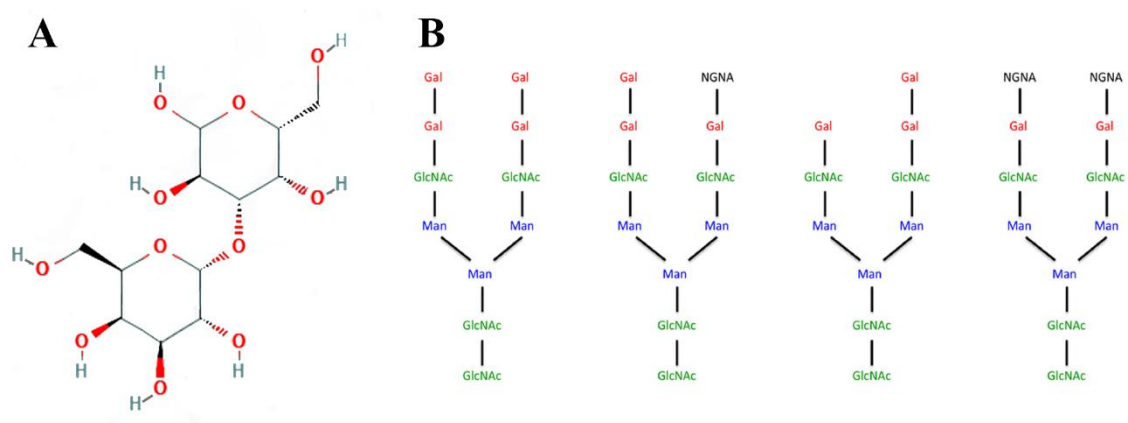 A
H
O
H
O O
H O O H
O O
H O
O O
H H
O
H
B
Gal Gal Gal NGNA Gal NGNA NGNA
Gal Gal Gal Gal Gal Gal Gal Gal
GlcNAc GlcNAc GlcNAc GlcNAc GlcNAc GlcNAc GlcNAc GlcNAc
Man Man Man Man Man Man Man Man
Man Man Man Man
GlcNAc GlcNAc GlcNAc GlcNAc
GlcNAc GlcNAc GlcNAc GlcNAc